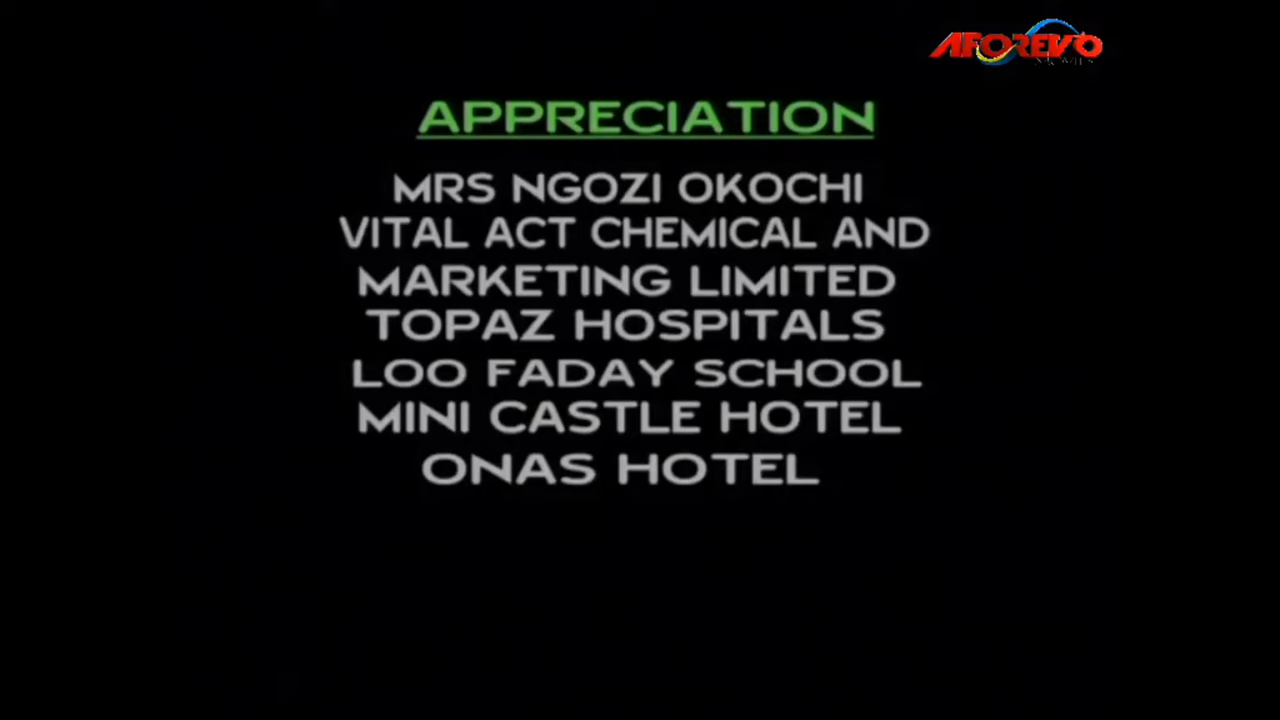 AFOREVO
APPRECIATION
MRS NGOZI OKOCHI
VITAL ACT CHEMICAL AND
MARKETING LIMITED
TOPAZ HOSPITALS
LOO FADAY SCHOOL
MINI CASTLE HOTEL
ONAS HOTEL